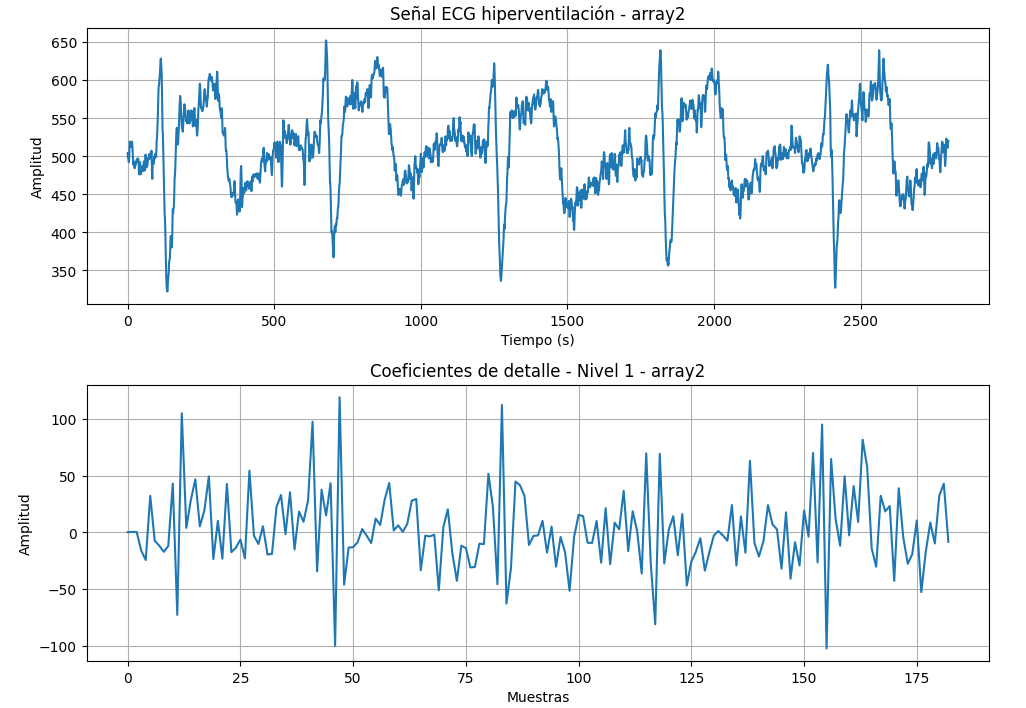 Señal ECG hiperventilación - array2
650
600
550
500
450
400
350
Amplitud
0 500 1000 1500 2000 2500
Tiempo (s)
Coeficientes de detalle - Nivel 1 - array2
100
50
0
−50
−100
Amplitud
0 25 50 75 100 125 150 175
Muestras